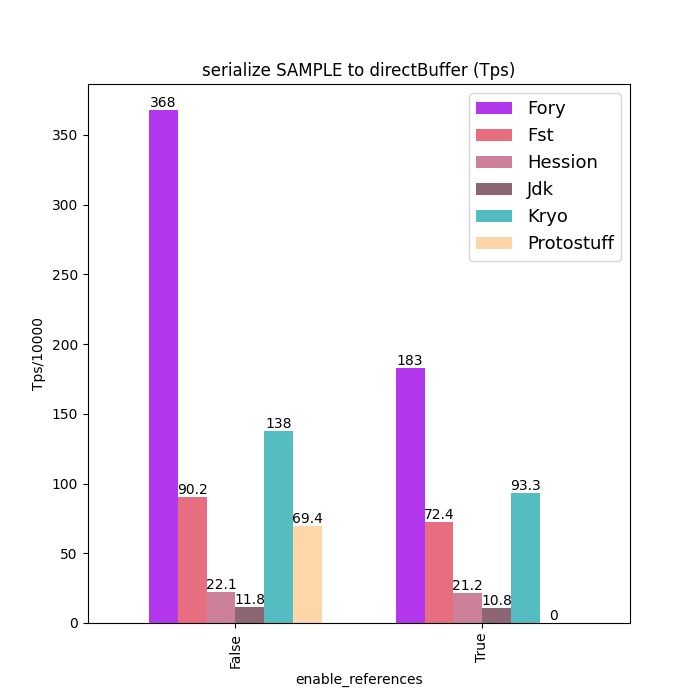 serialize SAMPLE to directBuffer (Tps)
Fory
Fst
Hession
Jdk
Kryo
Protostuff
Tps/10000
350
300
250
200
150
100
50
0
368
90.2
22.1
11.8
138
69.4
183
72.4
21.2
10.8
93.3
0
False
True
enable_references